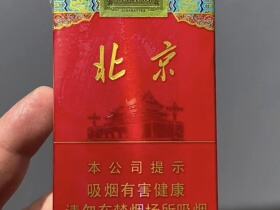 北京
本公司提示
吸烟有害健康
请勿在禁烟场所吸烟